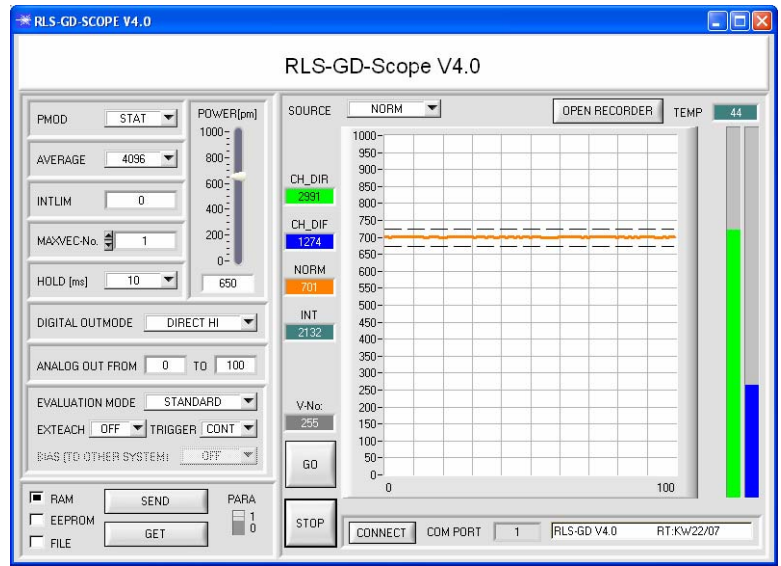 RLS-GD-SCOPE V4.0
RLS-GD-Scope V4.0
PMOD STAT
AVERAGE 4096
INTLIM 0
MAXVEC-No. 1
HOLD [ms] 10
POWER[pm]
1000
800
600
400
200
0
650
DIGITAL OUTMODE DIRECT HI
ANALOG OUT FROM 0 TO 100
EVALUATION MODE STANDARD
EXTEACH OFF TRIGGER CONT
BIAS (TO OTHER SYSTEM) OFF
RAM
EEPROM
FILE
SEND
GET
PARA
1
0
SOURCE NORM OPEN RECORDER TEMP 44
CH_DIR
2991
CH_DIF
1274
NORM
701
INT
2132
V-No:
255
GO
STOP
1000
950
900
850
800
750
700
650
600
550
500
450
400
350
300
250
200
150
100
50
0
0 100
CONNECT COM PORT 1 RLS-GD V4.0 RT:KW22/07